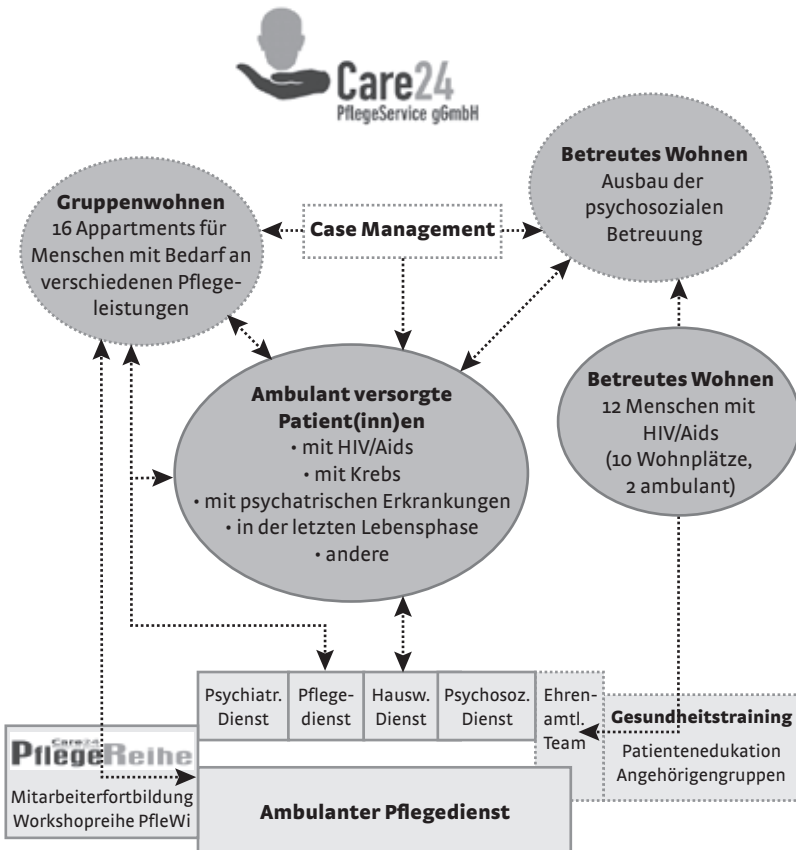 Care24
PflegeService gGmbH
Betreutes Wohnen
Ausbau der
psychosozialen
Betreuung
Gruppenwohnen
16 Appartments für
Menschen mit Bedarf an
verschiedenen Pflege-
leistungen
Case Management
Ambulant versorgte
Patient(inn)en
• mit HIV/Aids
• mit Krebs
• mit psychatrischen Erkrankungen
• in der letzten Lebensphase
• andere
Betreutes Wohnen
12 Menschen mit
HIV/Aids
(10 Wohnplätze,
2 ambulant)
Psychiatr.
Dienst
Pflege-
dienst
Hausw.
Dienst
Psychosoz.
Dienst
Ehren-
amtl.
Team
Gesundheitstraining
Patientenedukation
Angehörigengruppen
Care24
PflegeReihe
Mitarbeiterfortbildung
Workshopreihe PfleWi
Ambulanter Pflegedienst